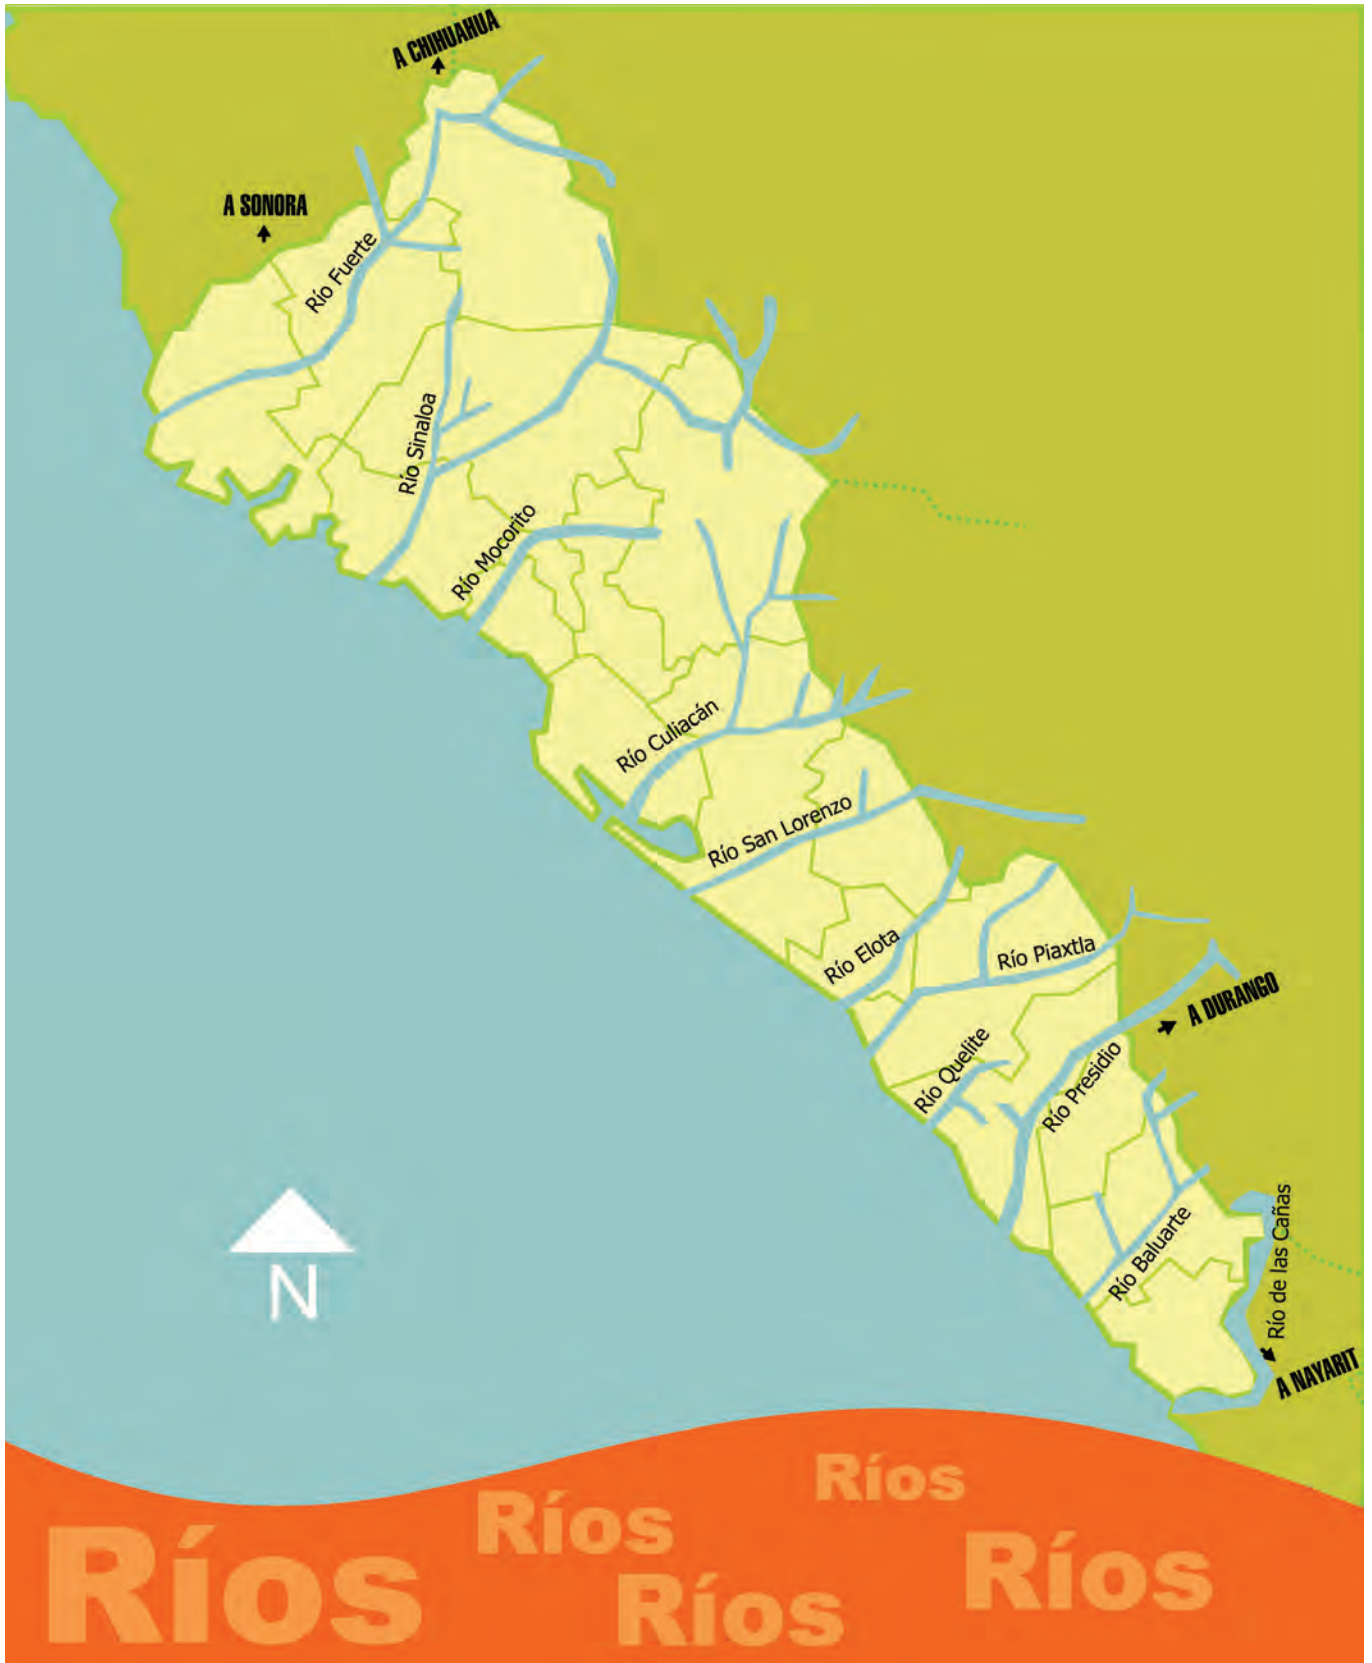 A CHIHUAHUA
A SONORA
Río Fuerte
Río Sinaloa
Río Mocorito
Río Culiacán
Río San Lorenzo
Río Elota
Río Piaxtla
A DURANGO
Río Quelite
Río Presidio
Río Baluarte
Río de las Cañas
A NAYARIT
N
Ríos
Ríos
Ríos
Ríos
Ríos